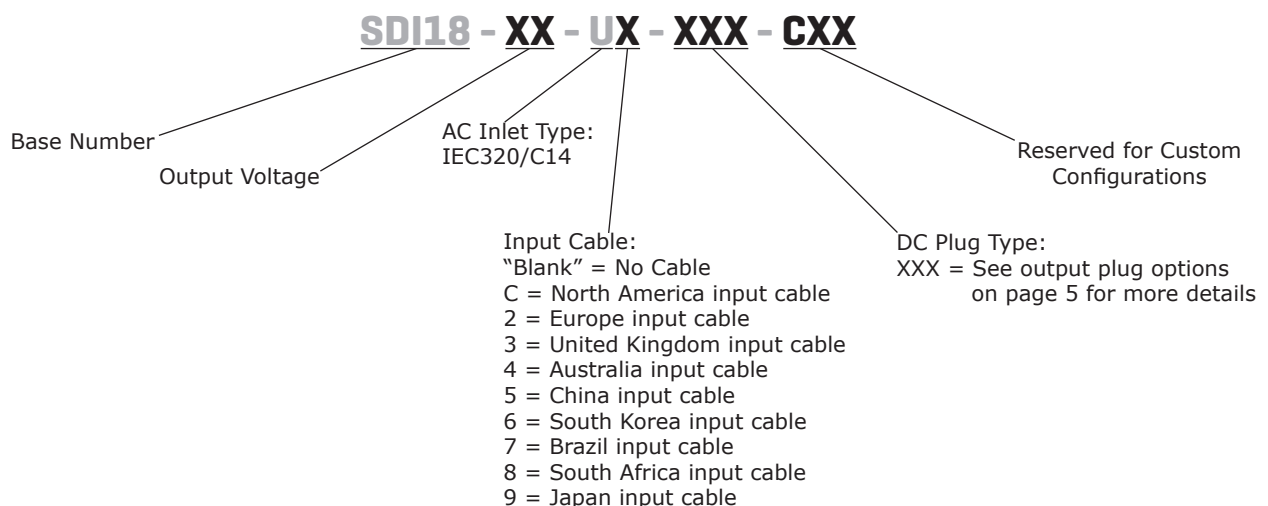 SDI18 - XX - UX - XXX - CXX
Base Number
Output Voltage
AC Inlet Type:
IEC320/C14
Input Cable:
“Blank” = No Cable
C = North America input cable
2 = Europe input cable
3 = United Kingdom input cable
4 = Australia input cable
5 = China input cable
6 = South Korea input cable
7 = Brazil input cable
8 = South Africa input cable
9 = Japan input cable
DC Plug Type:
XXX = See output plug options
on page 5 for more details
Reserved for Custom
Configurations